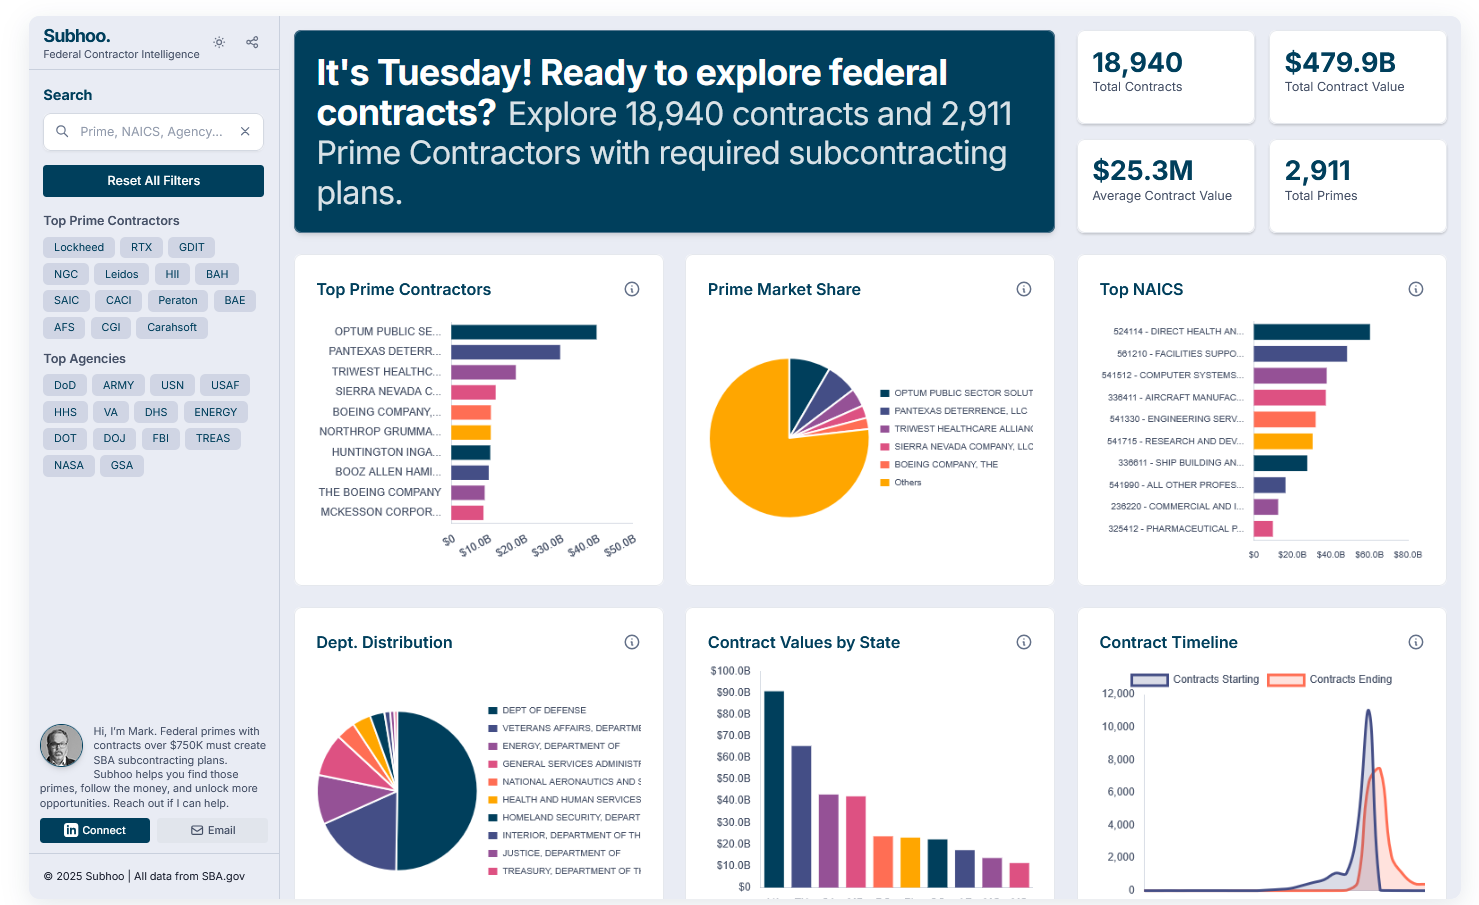 Subhoo.
Federal Contractor Intelligence
Search
Prime, NAICS, Agency...
Reset All Filters
Top Prime Contractors
Lockheed RTX GDIT
NGC Leidos HII BAH
SAIC CACI Peraton BAE
AFS CGI Carahsoft
Top Agencies
DoD ARMY USN USAF
HHS VA DHS ENERGY
DOT DOJ FBI TREAS
NASA GSA
Hi, I'm Mark. Federal primes with
contracts over $750K must create
SBA subcontracting plans.
Subhoo helps you find those
primes, follow the money, and unlock more
opportunities. Reach out if I can help.
in Connect
Email
© 2025 Subhoo | All data from SBA.gov
It's Tuesday! Ready to explore federal
contracts? Explore 18,940 contracts and 2,911
Prime Contractors with required subcontracting
plans.
18,940
Total Contracts
$479.9B
Total Contract Value
$25.3M
Average Contract Value
2,911
Total Primes
Top Prime Contractors
OPTUM PUBLIC SE...
PANTEXAS DETERR...
TRIWEST HEALTHC...
SIERRA NEVADA C...
BOEING COMPANY,...
NORTHROP GRUMMA...
HUNTINGTON INGA...
BOOZ ALLEN HAMI...
THE BOEING COMPANY
MCKESSON CORPOR...
$0 $10.0B $20.0B $30.0B $40.0B $50.0B
Prime Market Share
OPTUM PUBLIC SECTOR SOLUT
PANTEXAS DETERRENCE, LLC
TRIWEST HEALTHCARE ALLIANC
SIERRA NEVADA COMPANY, LLC
BOEING COMPANY, THE
Others
Top NAICS
524114 - DIRECT HEALTH AN...
561210 - FACILITIES SUPPO...
541512 - COMPUTER SYSTEMS...
336411 - AIRCRAFT MANUFAC...
541330 - ENGINEERING SERV...
541715 - RESEARCH AND DEV...
336611 - SHIP BUILDING AN...
541990 - ALL OTHER PROFES...
236220 - COMMERCIAL AND I...
325412 - PHARMACEUTICAL P...
$0 $20.0B $40.0B $60.0B $80.0B
Dept. Distribution
DEPT OF DEFENSE
VETERANS AFFAIRS, DEPARTME
ENERGY, DEPARTMENT OF
GENERAL SERVICES ADMINISTR
NATIONAL AERONAUTICS AND S
HEALTH AND HUMAN SERVICES
HOMELAND SECURITY, DEPART
INTERIOR, DEPARTMENT OF TH
JUSTICE, DEPARTMENT OF
TREASURY, DEPARTMENT OF TH
Contract Values by State
$100.0B
$90.0B
$80.0B
$70.0B
$60.0B
$50.0B
$40.0B
$30.0B
$20.0B
$10.0B
$0
Contract Timeline
Contracts Starting Contracts Ending
12,000
10,000
8,000
6,000
4,000
2,000
0